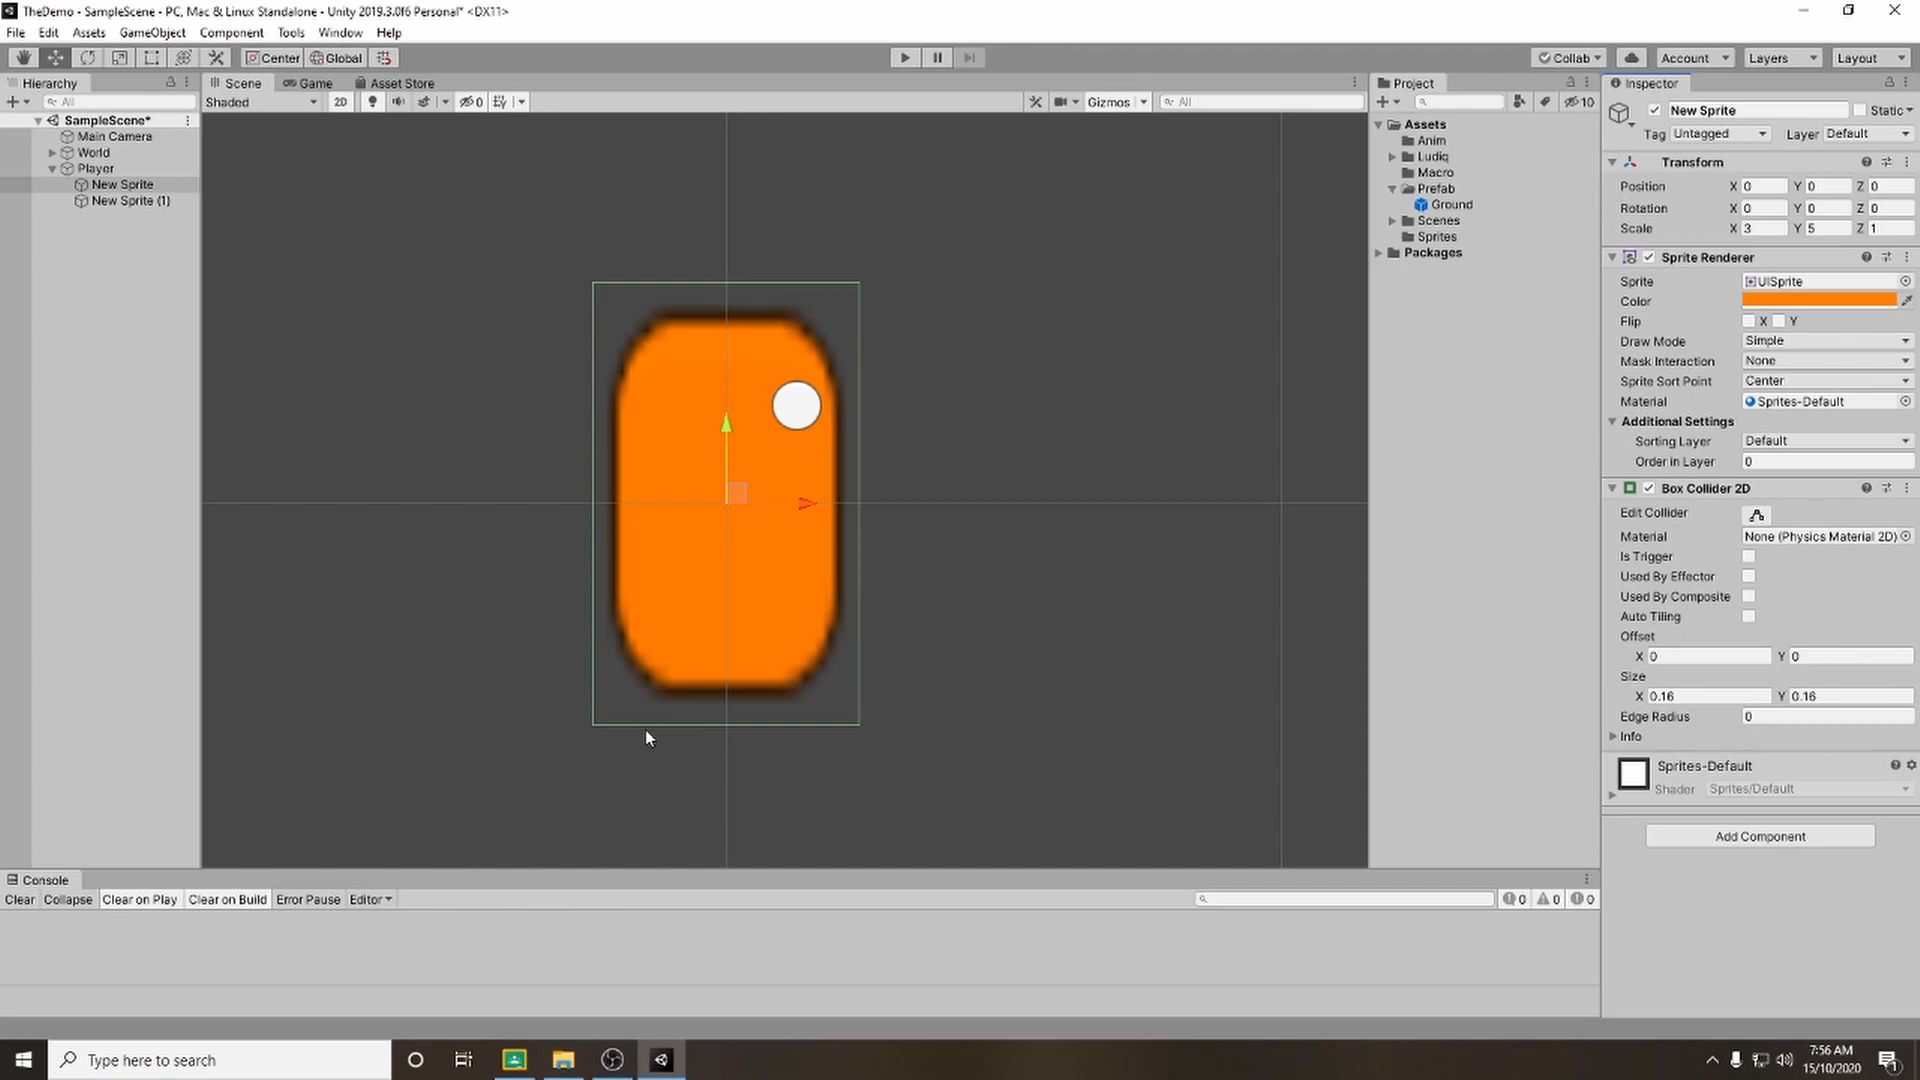 TheDemo - SampleScene - PC, Mac & Linux Standalone - Unity 2019.3.0f6 Personal* <DX11>
File Edit Assets GameObject Component Tools Window Help
Center Global Collab Account Layers Layout
Hierarchy Scene Game Asset Store Project Inspector
All Shaded 2D 0 Gizmos All 10
SampleScene*
Main Camera
World
Player
New Sprite
New Sprite (1)
Assets
Anim
Ludiq
Macro
Prefab
Ground
Scenes
Sprites
Packages
New Sprite Static
Tag Untagged Layer Default
Transform
Position X 0 Y 0 Z 0
Rotation X 0 Y 0 Z 0
Scale X 3 Y 5 Z 1
Sprite Renderer
Sprite UISprite
Color
Flip X Y
Draw Mode Simple
Mask Interaction None
Sprite Sort Point Center
Material Sprites-Default
Additional Settings
Sorting Layer Default
Order in Layer 0
Box Collider 2D
Edit Collider
Material None (Physics Material 2D)
Is Trigger
Used By Effector
Used By Composite
Auto Tiling
Offset
X 0 Y 0
Size
X 0.16 Y 0.16
Edge Radius 0
Info
Sprites-Default
Shader Sprites/Default
Add Component
Console
Clear Collapse Clear on Play Clear on Build Error Pause Editor 0 0 0
Type here to search
7:56 AM
15/10/2020
1